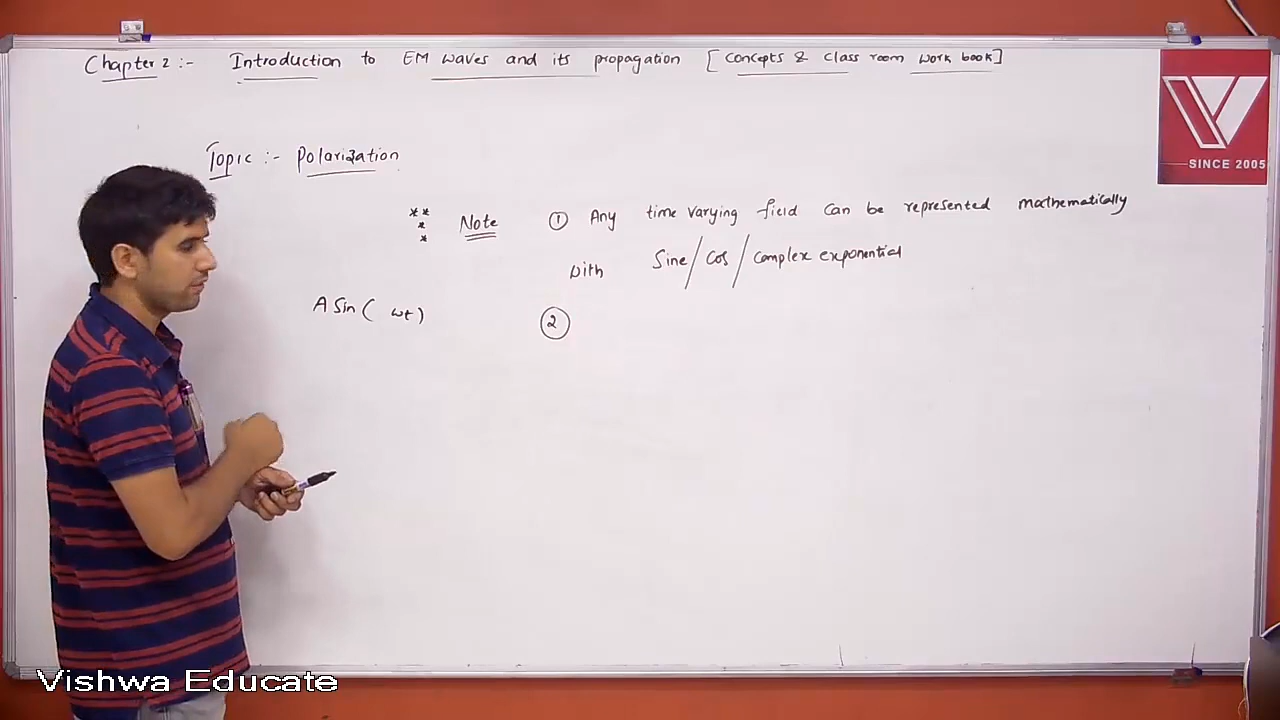 Chapter 2 :- Introduction to EM waves and its propagation [Concepts & Class room work book]
SINCE 2005
Topic :- Polarization
** Note ① Any time varying field can be represented mathematically
*
*
with Sine/Cos/complex exponential
A Sin( wt)
②
Vishwa Educate